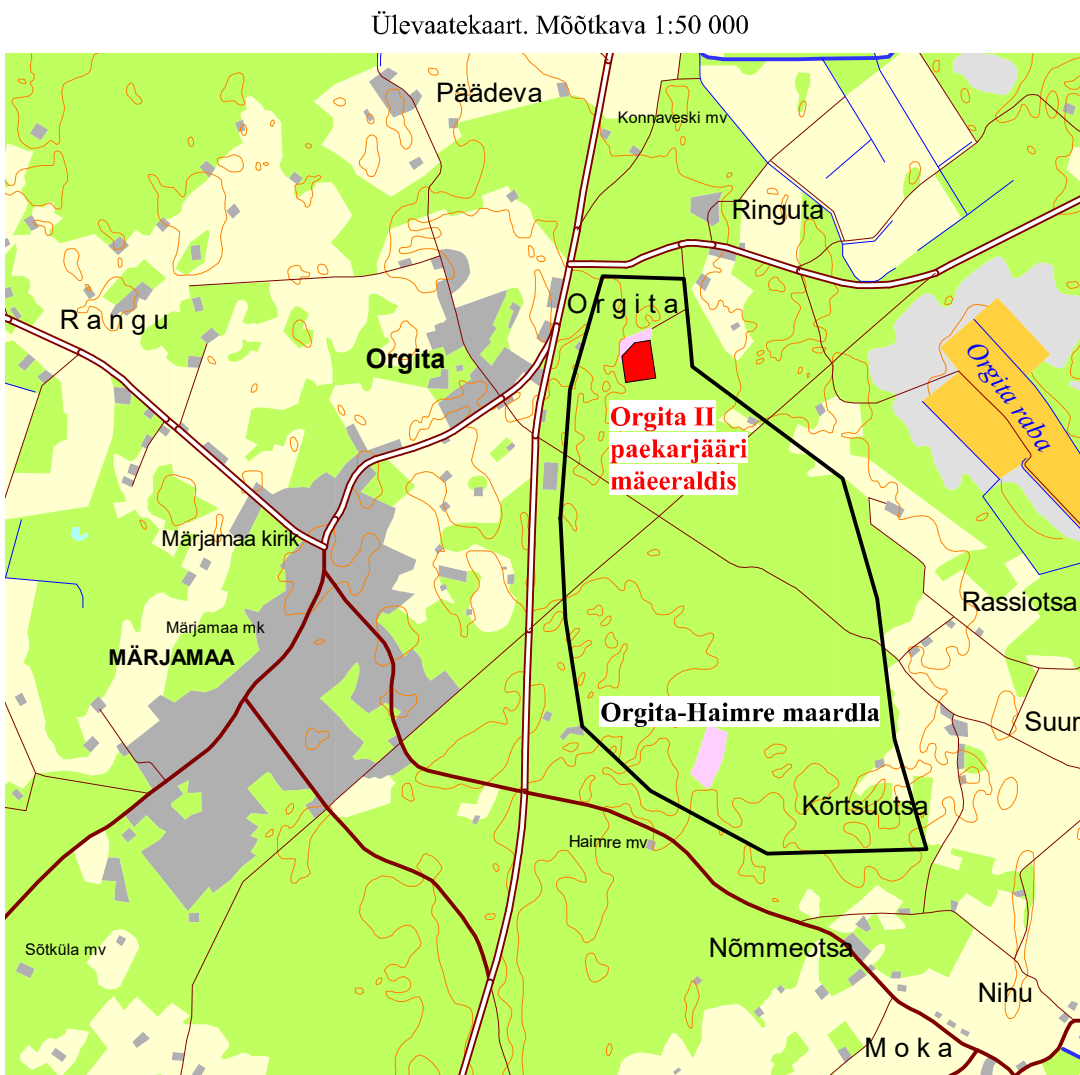 Ülevaatekaart. Mõõtkava 1:50 000
Päädeva
Konnaveski mv
Ringuta
Orgita
Rangu
Orgita
Orgita raba
Orgita II
paekarjääri
mäeeraldis
Märjamaa kirik
Rassiotsa
Märjamaa mk
MÄRJAMAA
Orgita-Haimre maardla
Suur
Kõrtsuotsa
Haimre mv
Sõtküla mv
Nõmmeotsa
Nihu
Moka